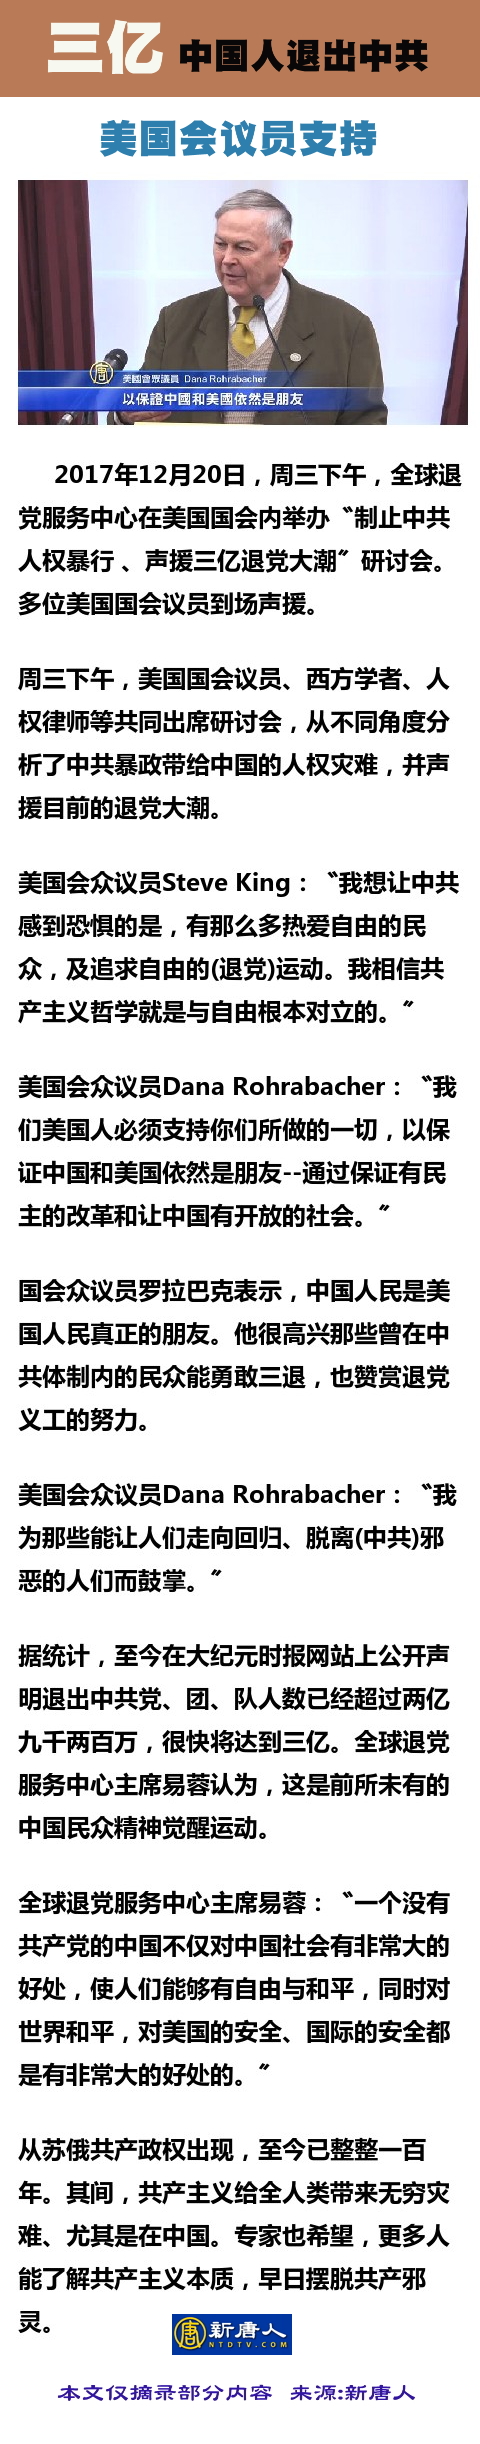 三亿 中国人退出中共
美国会议员支持
唐
美國會眾議員 Dana Rohrabacher
以保證中國和美國依然是朋友
2017年12月20日，周三下午，全球退
党服务中心在美国国会内举办〝制止中共
人权暴行 、声援三亿退党大潮〞研讨会。
多位美国国会议员到场声援。
周三下午，美国国会议员、西方学者、人
权律师等共同出席研讨会，从不同角度分
析了中共暴政带给中国的人权灾难，并声
援目前的退党大潮。
美国会众议员Steve King：〝我想让中共
感到恐惧的是，有那么多热爱自由的民
众，及追求自由的(退党)运动。我相信共
产主义哲学就是与自由根本对立的。〞
美国会众议员Dana Rohrabacher：〝我
们美国人必须支持你们所做的一切，以保
证中国和美国依然是朋友--通过保证有民
主的改革和让中国有开放的社会。〞
国会众议员罗拉巴克表示，中国人民是美
国人民真正的朋友。他很高兴那些曾在中
共体制内的民众能勇敢三退，也赞赏退党
义工的努力。
美国会众议员Dana Rohrabacher：〝我
为那些能让人们走向回归、脱离(中共)邪
恶的人们而鼓掌。〞
据统计，至今在大纪元时报网站上公开声
明退出中共党、团、队人数已经超过两亿
九千两百万，很快将达到三亿。全球退党
服务中心主席易蓉认为，这是前所未有的
中国民众精神觉醒运动。
全球退党服务中心主席易蓉：〝一个没有
共产党的中国不仅对中国社会有非常大的
好处，使人们能够有自由与和平，同时对
世界和平，对美国的安全、国际的安全都
是有非常大的好处的。〞
从苏俄共产政权出现，至今已整整一百
年。其间，共产主义给全人类带来无穷灾
难、尤其是在中国。专家也希望，更多人
能了解共产主义本质，早日摆脱共产邪
灵。
唐 新唐人
NTDTV.COM
本文仅摘录部分内容 来源:新唐人